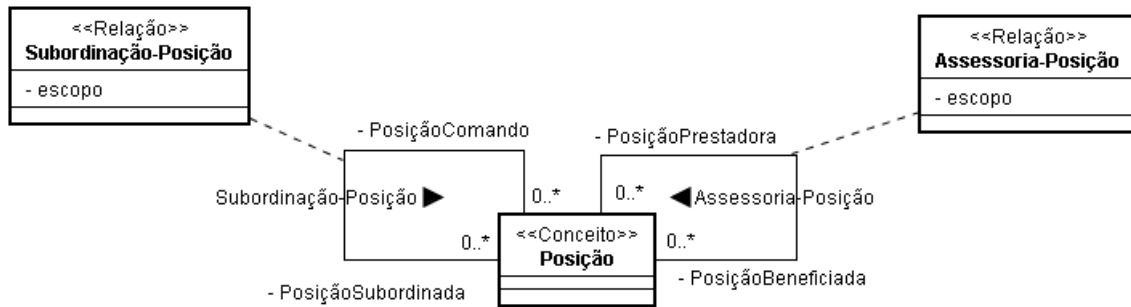 <<Relação>>
Subordinação-Posição
- escopo
<<Relação>>
Assessoria-Posição
- escopo
- PosiçãoComando
- PosiçãoPrestadora
Subordinação-Posição
0..*
0..*
Assessoria-Posição
0..*
<<Conceito>>
Posição
0..*
- PosiçãoSubordinada
- PosiçãoBeneficiada